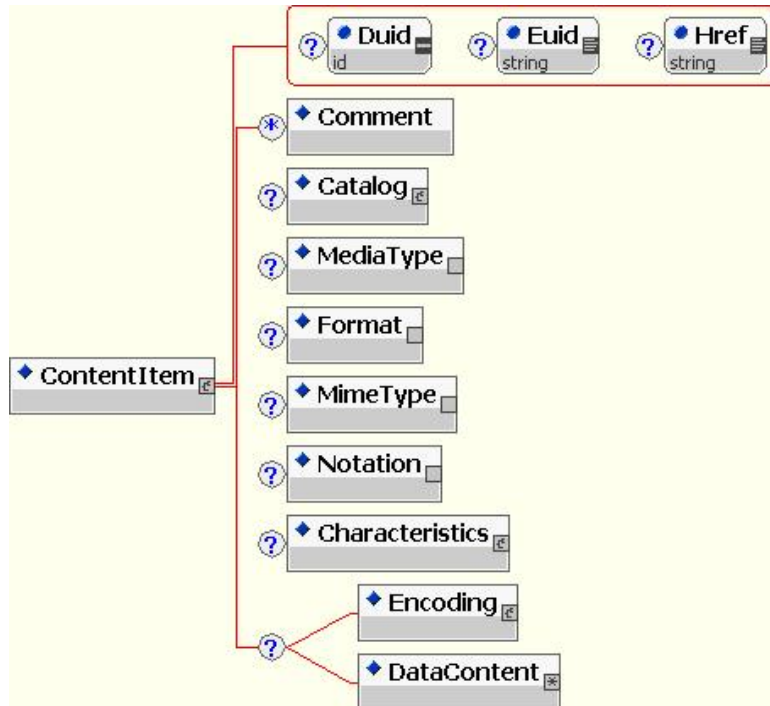 ? Duid ? Euid ? Href
id string string
* Comment
? Catalog
? MediaType
? Format
ContentItem
? MimeType
? Notation
? Characteristics
Encoding
?
DataContent *